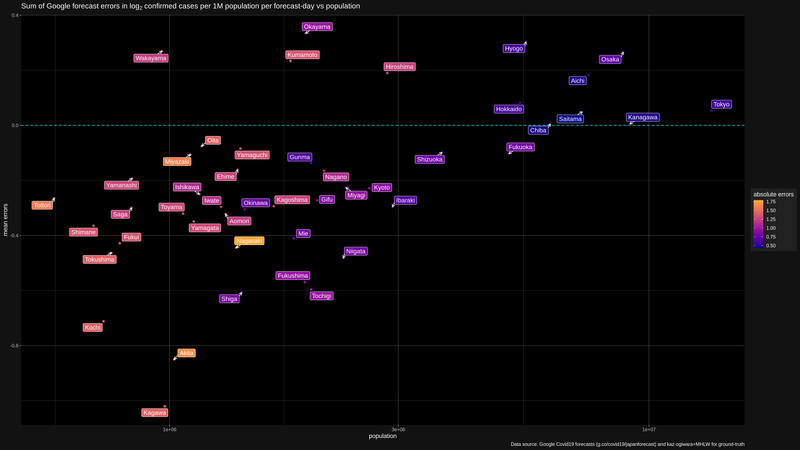 Sum of Google forecast errors in log2 confirmed cases per 1M population per forecast-day vs population
0.4
Okayama
Wakayama
Kumamoto
Hyogo
Osaka
Hiroshima
Aichi
Tokyo
Hokkaido
Saitama
Kanagawa
0.0
Chiba
Oita
Fukuoka
Miyazaki
Yamaguchi
Gunma
Shizuoka
Ehime
Nagano
Yamanashi
Ishikawa
Kyoto
Miyagi
Tottori
Iwate
Okinawa
Kagoshima
Gifu
Ibaraki
Saga
Toyama
Aomori
Shimane
Yamagata
Fukui
Mie
-0.4
Nagasaki
Tokushima
Niigata
Fukushima
Shiga
Tochigi
Kochi
-0.8
Akita
Kagawa
mean errors
absolute errors
1.75
1.50
1.25
1.00
0.75
0.50
1e+06
3e+06
1e+07
population
Data source: Google Covid19 forecasts (g.co/covid19/japanforecast) and kaz-ogiwara+MHLW for ground-truth